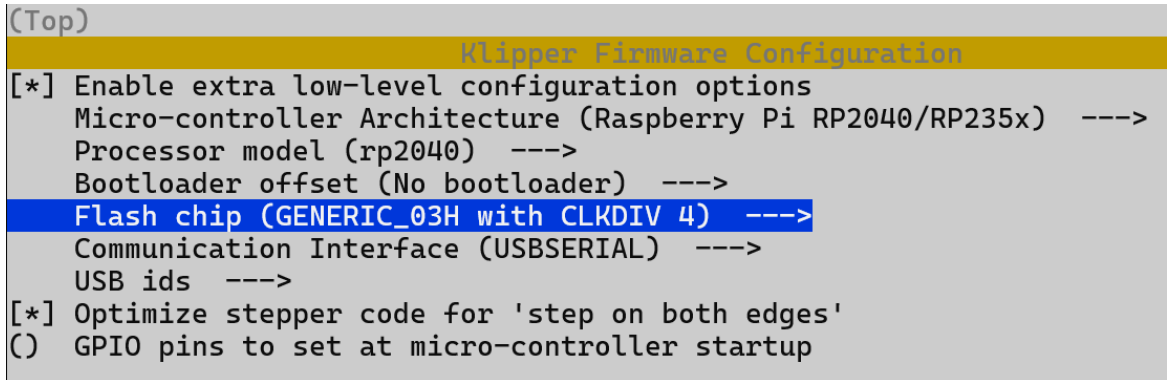 (Top)
Klipper Firmware Configuration
[*] Enable extra low-level configuration options
Micro-controller Architecture (Raspberry Pi RP2040/RP235x) --->
Processor model (rp2040) --->
Bootloader offset (No bootloader) --->
Flash chip (GENERIC_03H with CLKDIV 4) --->
Communication Interface (USBSERIAL) --->
USB ids --->
[*] Optimize stepper code for 'step on both edges'
() GPIO pins to set at micro-controller startup